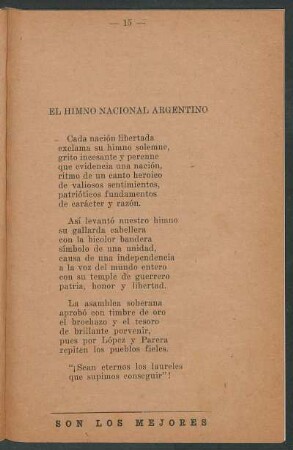 — 15 —
EL HIMNO NACIONAL ARGENTINO
Cada nación libertada
exclama su himno solemne,
grito incesante y perenne
que evidencia una nación,
ritmo de un canto heroico
de valiosos sentimientos,
patrióticos fundamentos
de carácter y razón.
Así levantó nuestro himno
su gallarda cabellera
con la bicolor bandera
símbolo de una unidad,
causa de una independencia
a la voz del mundo entero
con su temple de guerrero
patria, honor y libertad.
La asamblea soberana
aprobó con timbre de oro
el brochazo y el tesoro
de brillante porvenir,
pues por López y Parera
repiten los pueblos fieles.
"¡Sean eternos los laureles
que supimos conseguir"!
SON LOS MEJORES